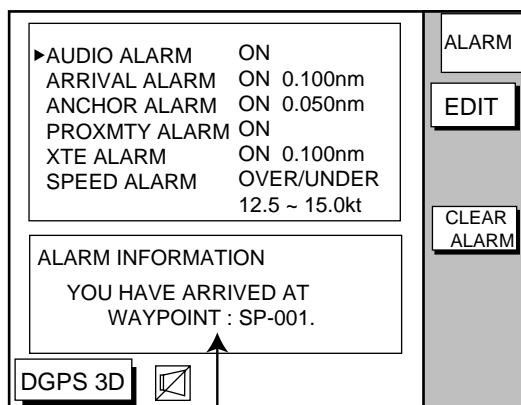 ALARM
▶AUDIO ALARM ON
ARRIVAL ALARM ON 0.100nm
ANCHOR ALARM ON 0.050nm
PROXMTY ALARM ON
XTE ALARM ON 0.100nm
SPEED ALARM OVER/UNDER
12.5 ~ 15.0kt
EDIT
CLEAR
ALARM
ALARM INFORMATION
YOU HAVE ARRIVED AT
WAYPOINT : SP-001.
DGPS 3D